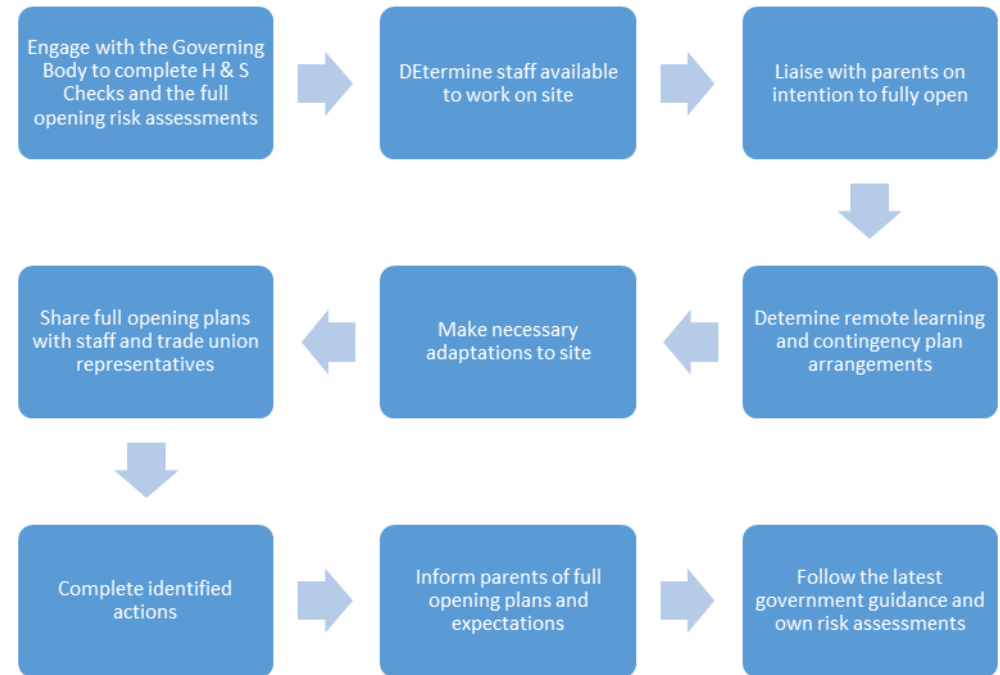 Engage with the Governing
Body to complete H & S
Checks and the full
opening risk assessments
DEtermine staff available
to work on site
Liaise with parents on
intention to fully open
Detemine remote learning
and contingency plan
arrangements
Make necessary
adaptations to site
Share full opening plans
with staff and trade union
representatives
Complete identified
actions
Inform parents of full
opening plans and
expectations
Follow the latest
government guidance and
own risk assessments